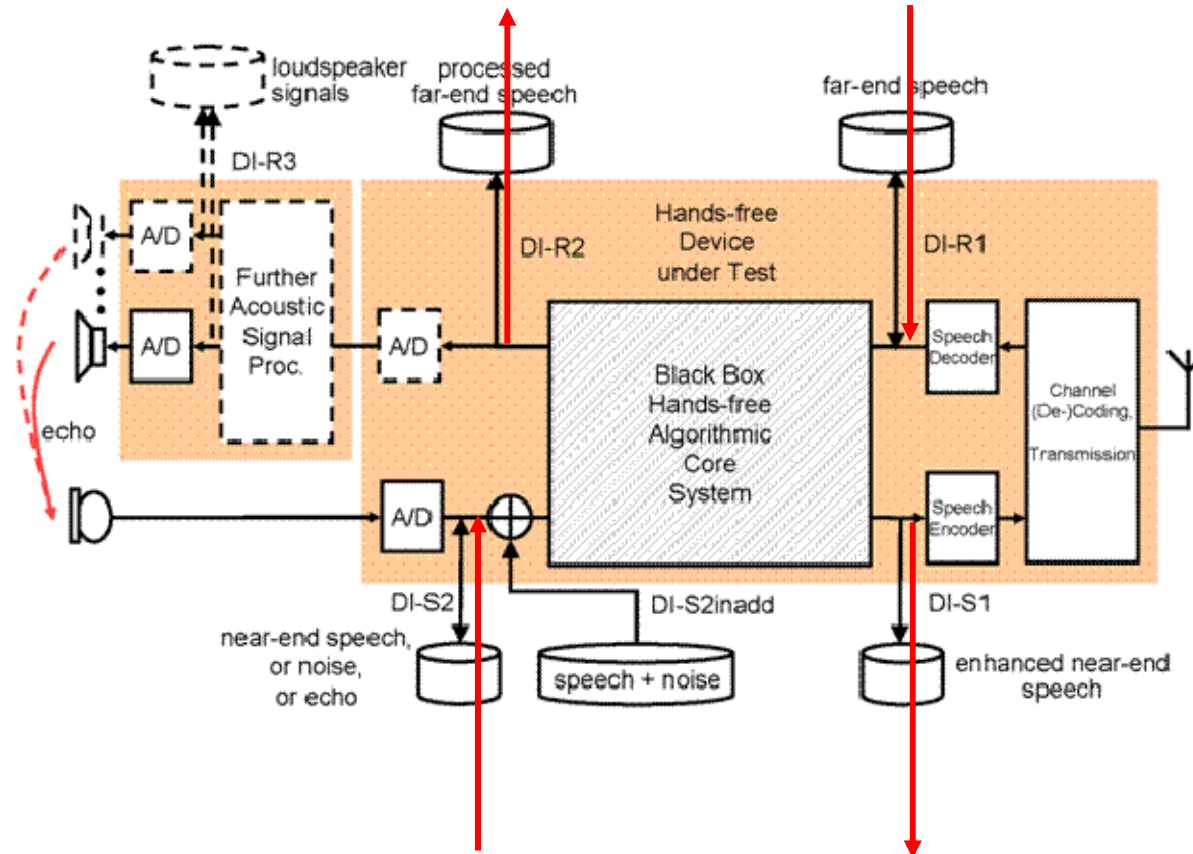 loudspeaker
signals
processed
far-end speech
far-end speech
DI-R3
A/D
Further
Acoustic
Signal
Proc.
A/D
echo
A/D
DI-R2
Hands-free
Device
under Test
DI-R1
Black Box
Hands-free
Algorithmic
Core
System
Speech
Decoder
Channel
(De-)Coding,
Transmission
Speech
Encoder
A/D
DI-S2
DI-S2inadd
DI-S1
near-end speech,
or noise,
or echo
speech + noise
enhanced near-end
speech